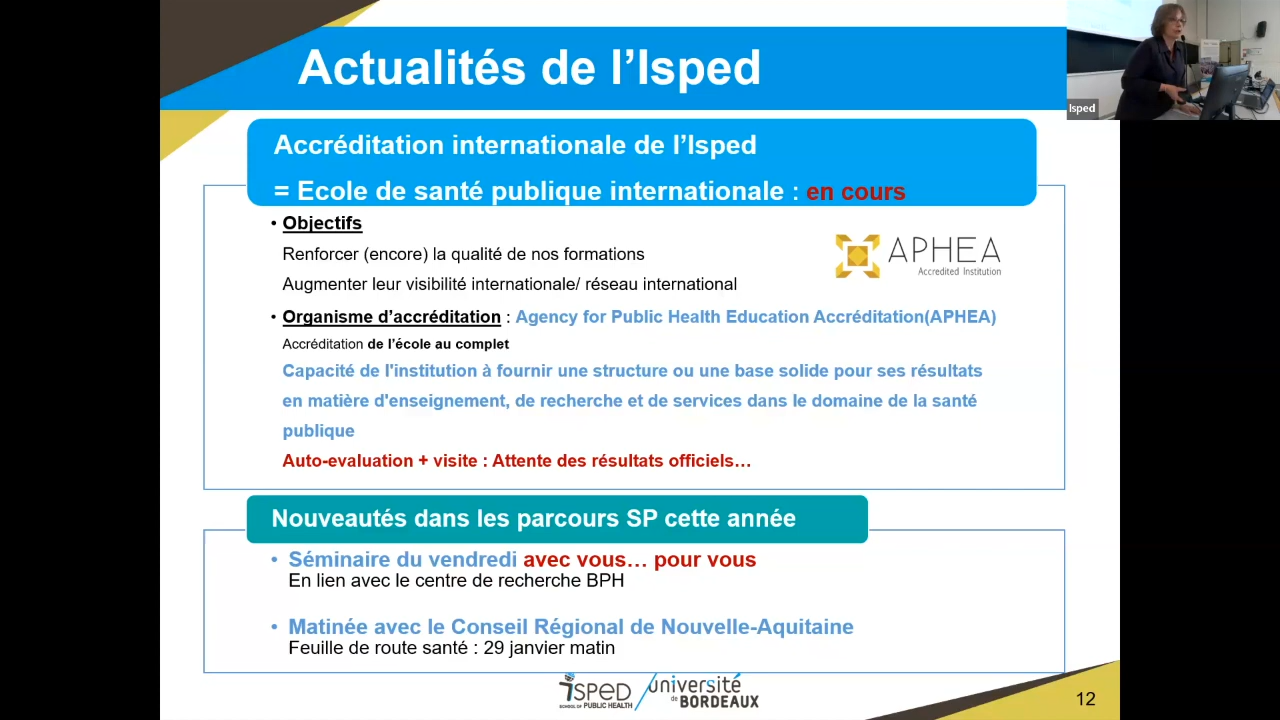 Actualités de l’Isped
Isped
Accréditation internationale de l’Isped
= Ecole de santé publique internationale : en cours
• Objectifs
Renforcer (encore) la qualité de nos formations
Augmenter leur visibilité internationale/ réseau international
APHEA
Accredited Institution
• Organisme d’accréditation : Agency for Public Health Education Accréditation(APHEA)
Accréditation de l’école au complet
Capacité de l'institution à fournir une structure ou une base solide pour ses résultats
en matière d'enseignement, de recherche et de services dans le domaine de la santé
publique
Auto-evaluation + visite : Attente des résultats officiels…
Nouveautés dans les parcours SP cette année
• Séminaire du vendredi avec vous… pour vous
En lien avec le centre de recherche BPH
• Matinée avec le Conseil Régional de Nouvelle-Aquitaine
Feuille de route santé : 29 janvier matin
isped
SCHOOL OF PUBLIC HEALTH
université
de BORDEAUX
12